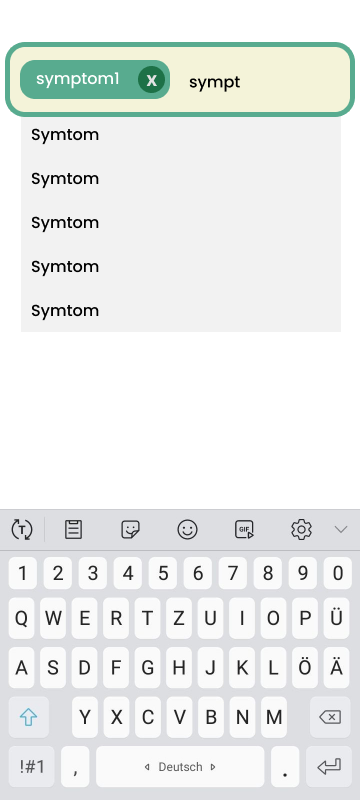 symptom1 x sympt
Symtom
Symtom
Symtom
Symtom
Symtom
T GIF
1 2 3 4 5 6 7 8 9 0
Q W E R T Z U I O P Ü
A S D F G H J K L Ö Ä
Y X C V B N M
!#1 , Deutsch .